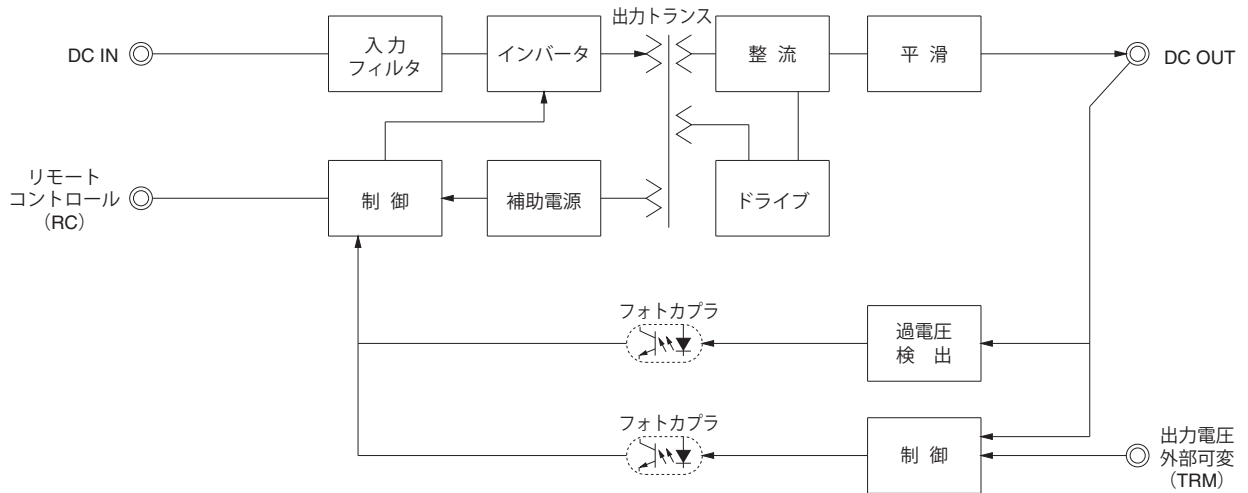 出力トランス
DC IN
入 力
フィルタ
インバータ
整 流
平 滑
DC OUT
リモート
コントロール
（RC）
制 御
補助電源
ドライブ
フォトカプラ
過電圧
検 出
フォトカプラ
制 御
出力電圧
外部可変
（TRM）